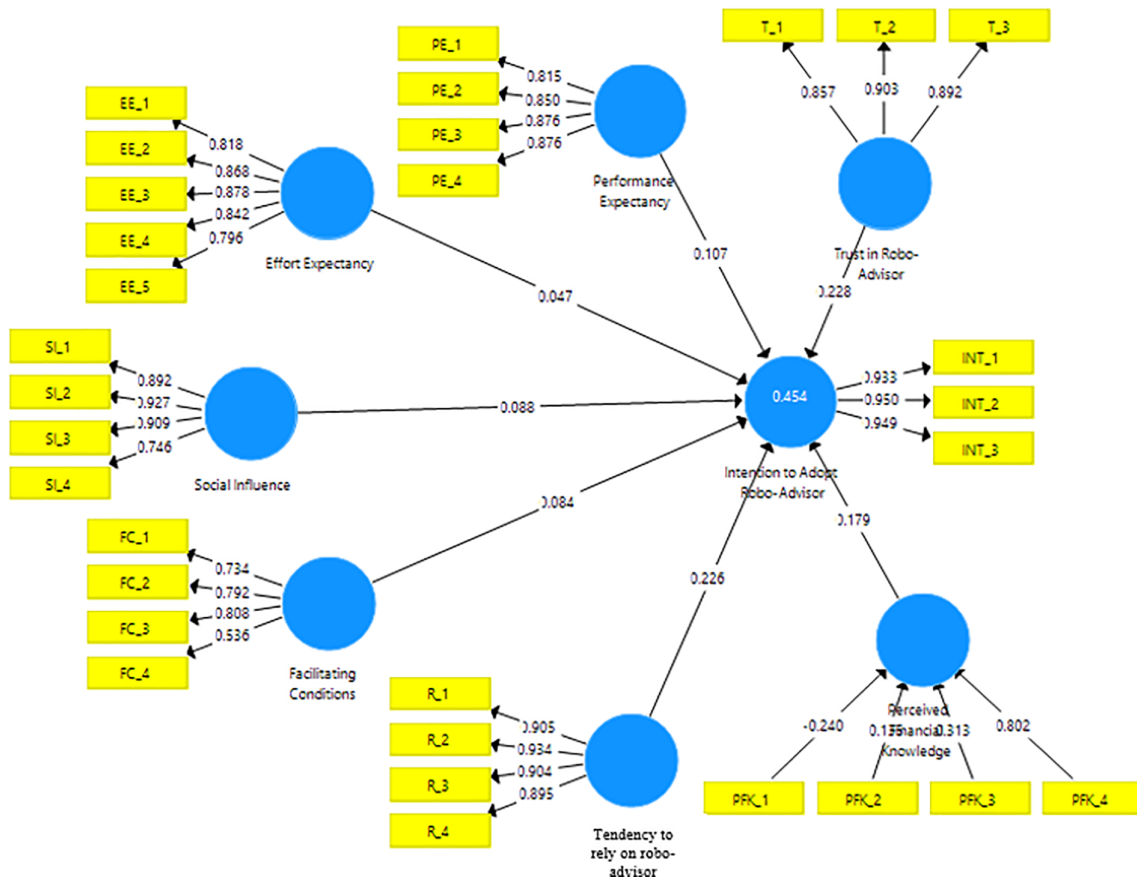 T_1
T_2
T_3
0.857
0.903
0.892
Trust in Robo-
Advisor
0.228
PE_1
PE_2
PE_3
PE_4
0.815
0.850
0.876
0.876
Performance
Expectancy
0.107
EE_1
EE_2
EE_3
EE_4
EE_5
0.818
0.868
0.878
0.842
0.796
Effort Expectancy
0.047
SI_1
SI_2
SI_3
SI_4
0.892
0.927
0.909
0.746
Social Influence
0.088
0.454
Intention to Adopt
Robo-Advisor
0.933
0.950
0.949
INT_1
INT_2
INT_3
FC_1
FC_2
FC_3
FC_4
0.734
0.792
0.808
0.536
Facilitating
Conditions
0.084
R_1
R_2
R_3
R_4
0.905
0.934
0.904
0.895
Tendency to
rely on robo-
advisor
0.226
0.179
Perceived
Financial
Knowledge
-0.240
0.313
0.802
PFK_1
PFK_2
PFK_3
PFK_4